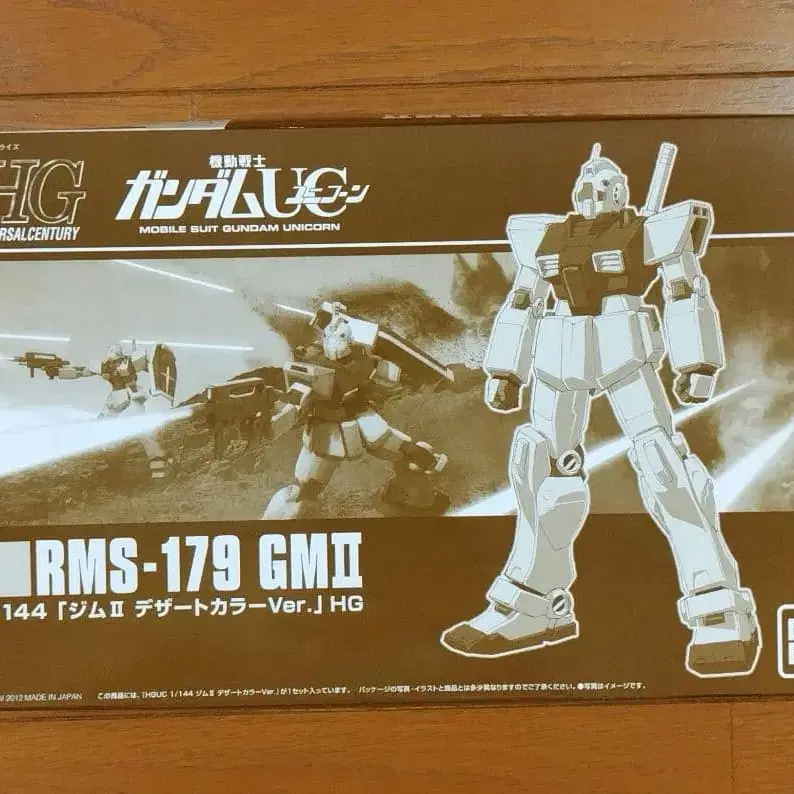 ライズ
HG
RSALCENTURY
機動戦士
ガンダムUC
ユニコーン
MOBILE SUIT GUNDAM UNICORN
RMS-179 GMII
144「ジムII デザートカラーVer.」HG
2012 MADE IN JAPAN
この商品には、「HGUC 1/144 ジムII デザートカラーVer.」が1セット入っています。 パッケージの写真・イラストと商品とは多少異なりますのでご了承ください。●写真はイメージです。